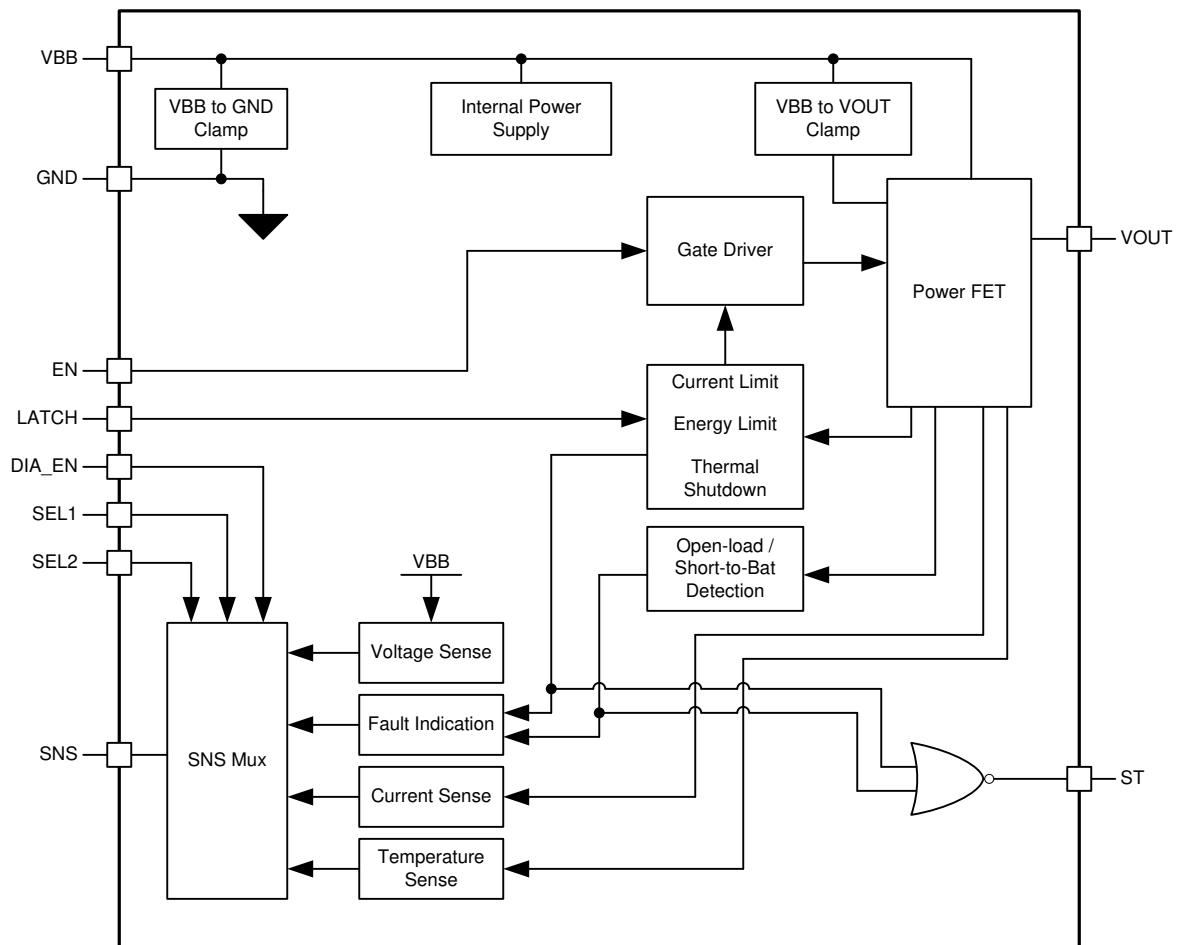 VBB
VBB to GND
Clamp
Internal Power
Supply
VBB to VOUT
Clamp
GND
Gate Driver
Power FET
VOUT
EN
LATCH
Current Limit
Energy Limit
Thermal
Shutdown
DIA_EN
SEL1
SEL2
VBB
Open-load /
Short-to-Bat
Detection
Voltage Sense
Fault Indication
SNS
SNS Mux
Current Sense
ST
Temperature
Sense